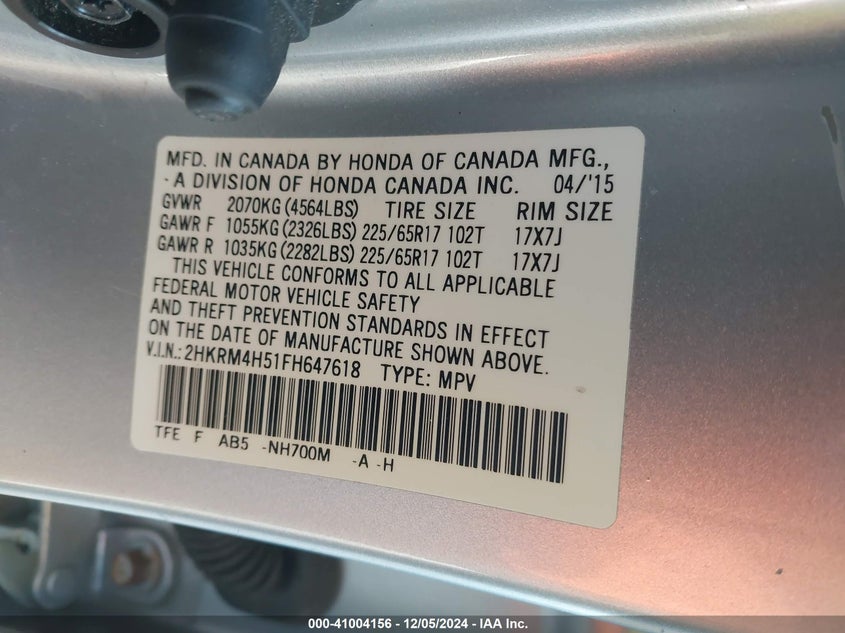 MFD. IN CANADA BY HONDA OF CANADA MFG.,
- A DIVISION OF HONDA CANADA INC. 04/'15
GVWR 2070KG (4564LBS) TIRE SIZE RIM SIZE
GAWR F 1055KG (2326LBS) 225/65R17 102T 17X7J
GAWR R 1035KG (2282LBS) 225/65R17 102T 17X7J
THIS VEHICLE CONFORMS TO ALL APPLICABLE
FEDERAL MOTOR VEHICLE SAFETY
AND THEFT PREVENTION STANDARDS IN EFFECT
ON THE DATE OF MANUFACTURE SHOWN ABOVE.
V.I.N.: 2HKRM4H51FH647618 TYPE: MPV
TFE F AB5 -NH700M -A -H
000-41004156 - 12/05/2024 - IAA Inc.